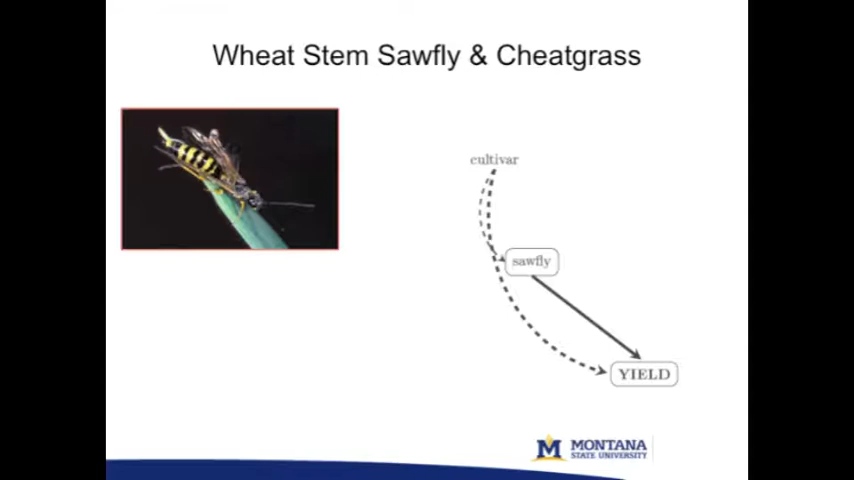 Wheat Stem Sawfly & Cheatgrass
cultivar
sawfly
YIELD
M MONTANA
STATE UNIVERSITY